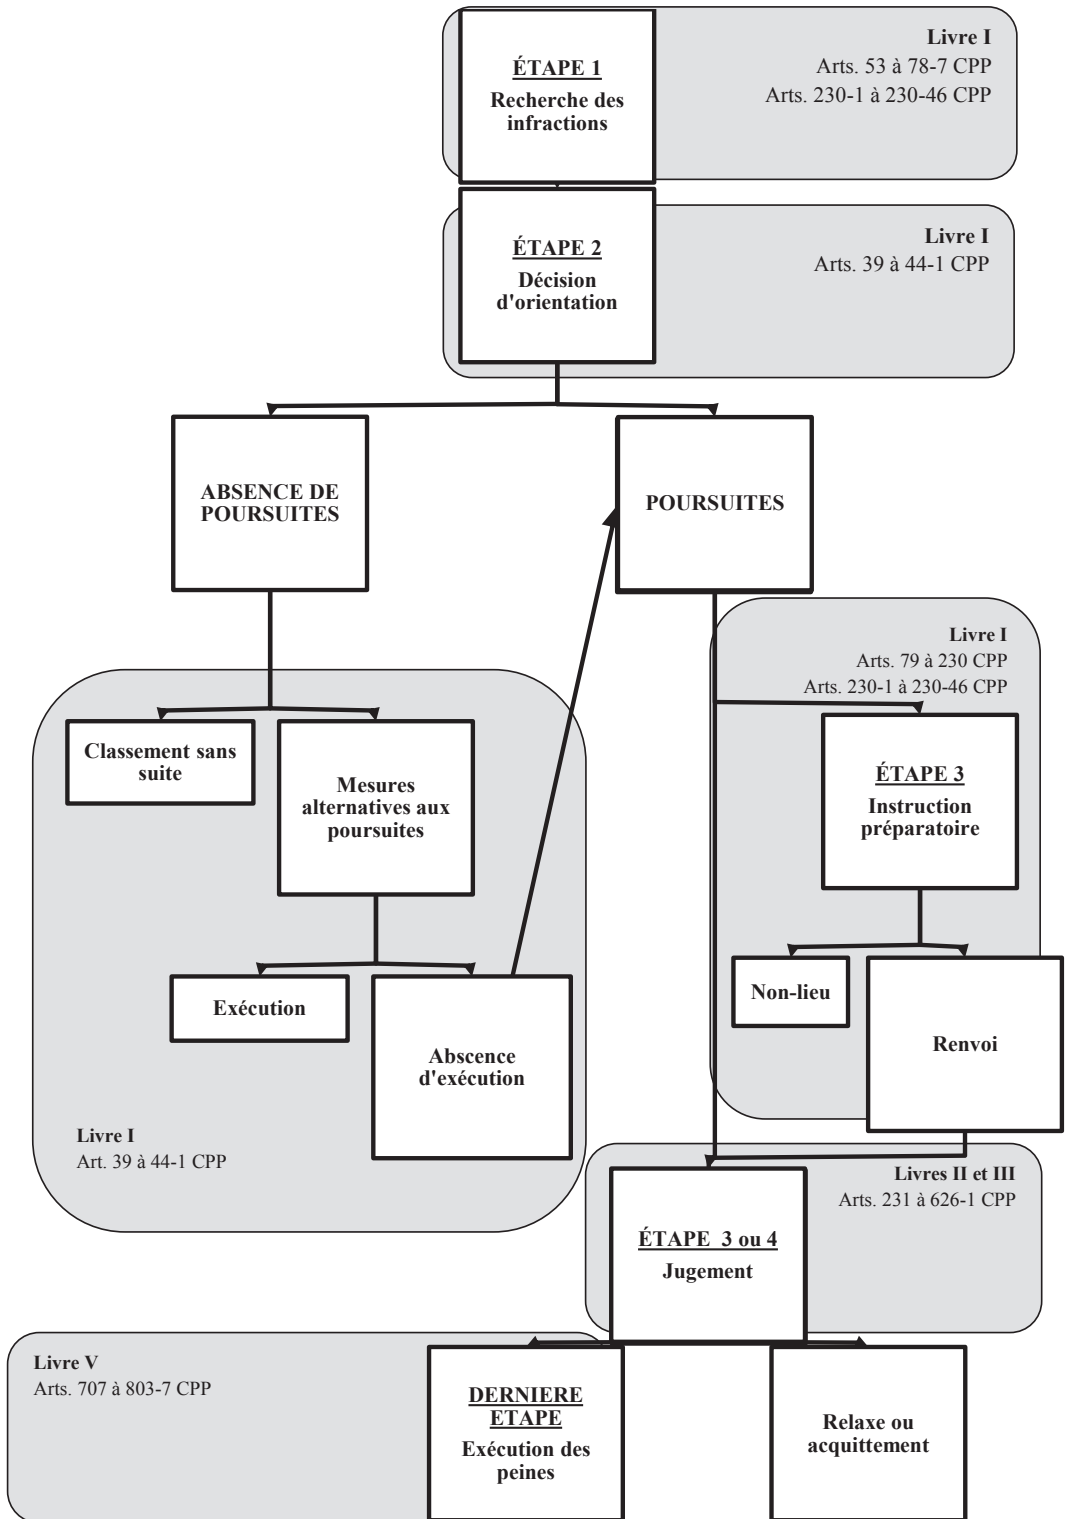 ÉTAPE 1
Recherche des
infractions
Livre I
Arts. 53 à 78-7 CPP
Arts. 230-1 à 230-46 CPP
ÉTAPE 2
Décision
d'orientation
Livre I
Arts. 39 à 44-1 CPP
ABSENCE DE
POURSUITES
POURSUITES
Livre I
Arts. 79 à 230 CPP
Arts. 230-1 à 230-46 CPP
Classement sans
suite
Mesures
alternatives aux
poursuites
ÉTAPE 3
Instruction
préparatoire
Exécution
Abscence
d'exécution
Non-lieu
Renvoi
Livre I
Art. 39 à 44-1 CPP
Livres II et III
Arts. 231 à 626-1 CPP
ÉTAPE 3 ou 4
Jugement
Livre V
Arts. 707 à 803-7 CPP
DERNIERE
ETAPE
Exécution des
peines
Relaxe ou
acquittement